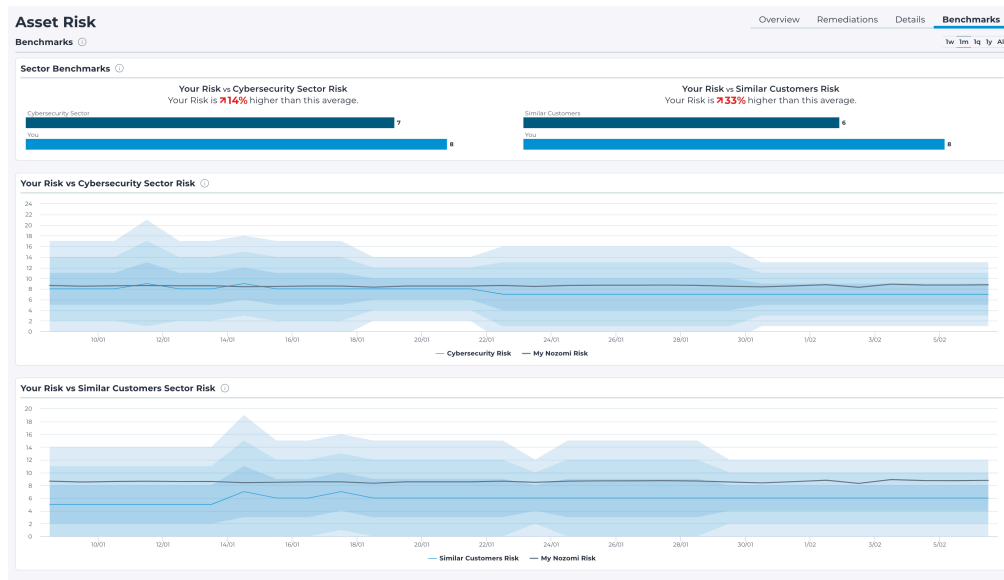 Asset Risk
Overview Remediations Details Benchmarks
Benchmarks
1w 1m 1q 1y Al
Sector Benchmarks
Your Risk vs Cybersecurity Sector Risk
Your Risk is 14% higher than this average.
Cybersecurity Sector
7
You
8
Your Risk vs Similar Customers Risk
Your Risk is 33% higher than this average.
Similar Customers
6
You
8
Your Risk vs Cybersecurity Sector Risk
24
22
20
18
16
14
12
10
8
6
4
2
0
10/01 12/01 14/01 16/01 18/01 20/01 22/01 24/01 26/01 28/01 30/01 1/02 3/02 5/02
Cybersecurity Risk My Nozomi Risk
Your Risk vs Similar Customers Sector Risk
20
18
16
14
12
10
8
6
4
2
0
10/01 12/01 14/01 16/01 18/01 20/01 22/01 24/01 26/01 28/01 30/01 1/02 3/02 5/02
Similar Customers Risk My Nozomi Risk